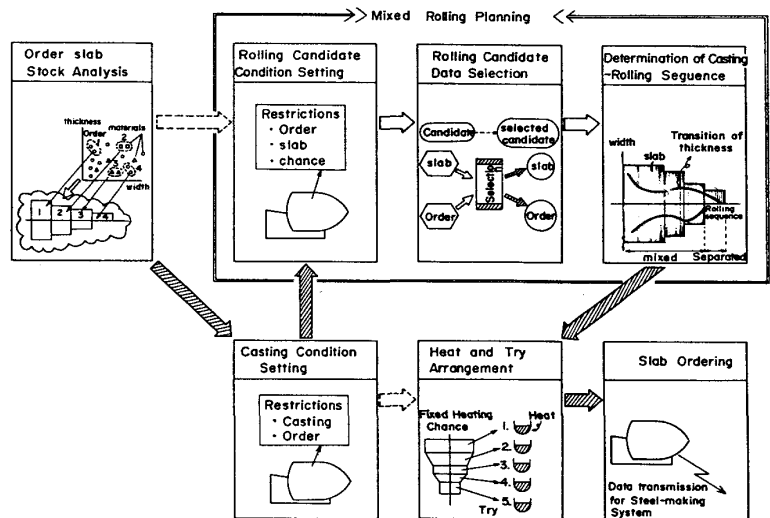 Mixed Rolling Planning
Order slab
Stock Analysis
thickness
Order
materials
1
2
3
4
width
1 2 3 4
Rolling Candidate
Condition Setting
Restrictions
• Order
• slab
• chance
Rolling Candidate
Data Selection
Candidate
selected
candidate
slab
Selection
slab
Order
Order
Determination of Casting
-Rolling Sequence
Transition of
thickness
width
slab
Rolling
sequence
mixed
Separated
Casting Condition
Setting
Restrictions
• Casting
• Order
Heat and Try
Arrangement
Fixed Heating
Chance
Heat
1.
2.
3.
4.
5.
Try
Slab Ordering
Data transmission
for Steel-making
System